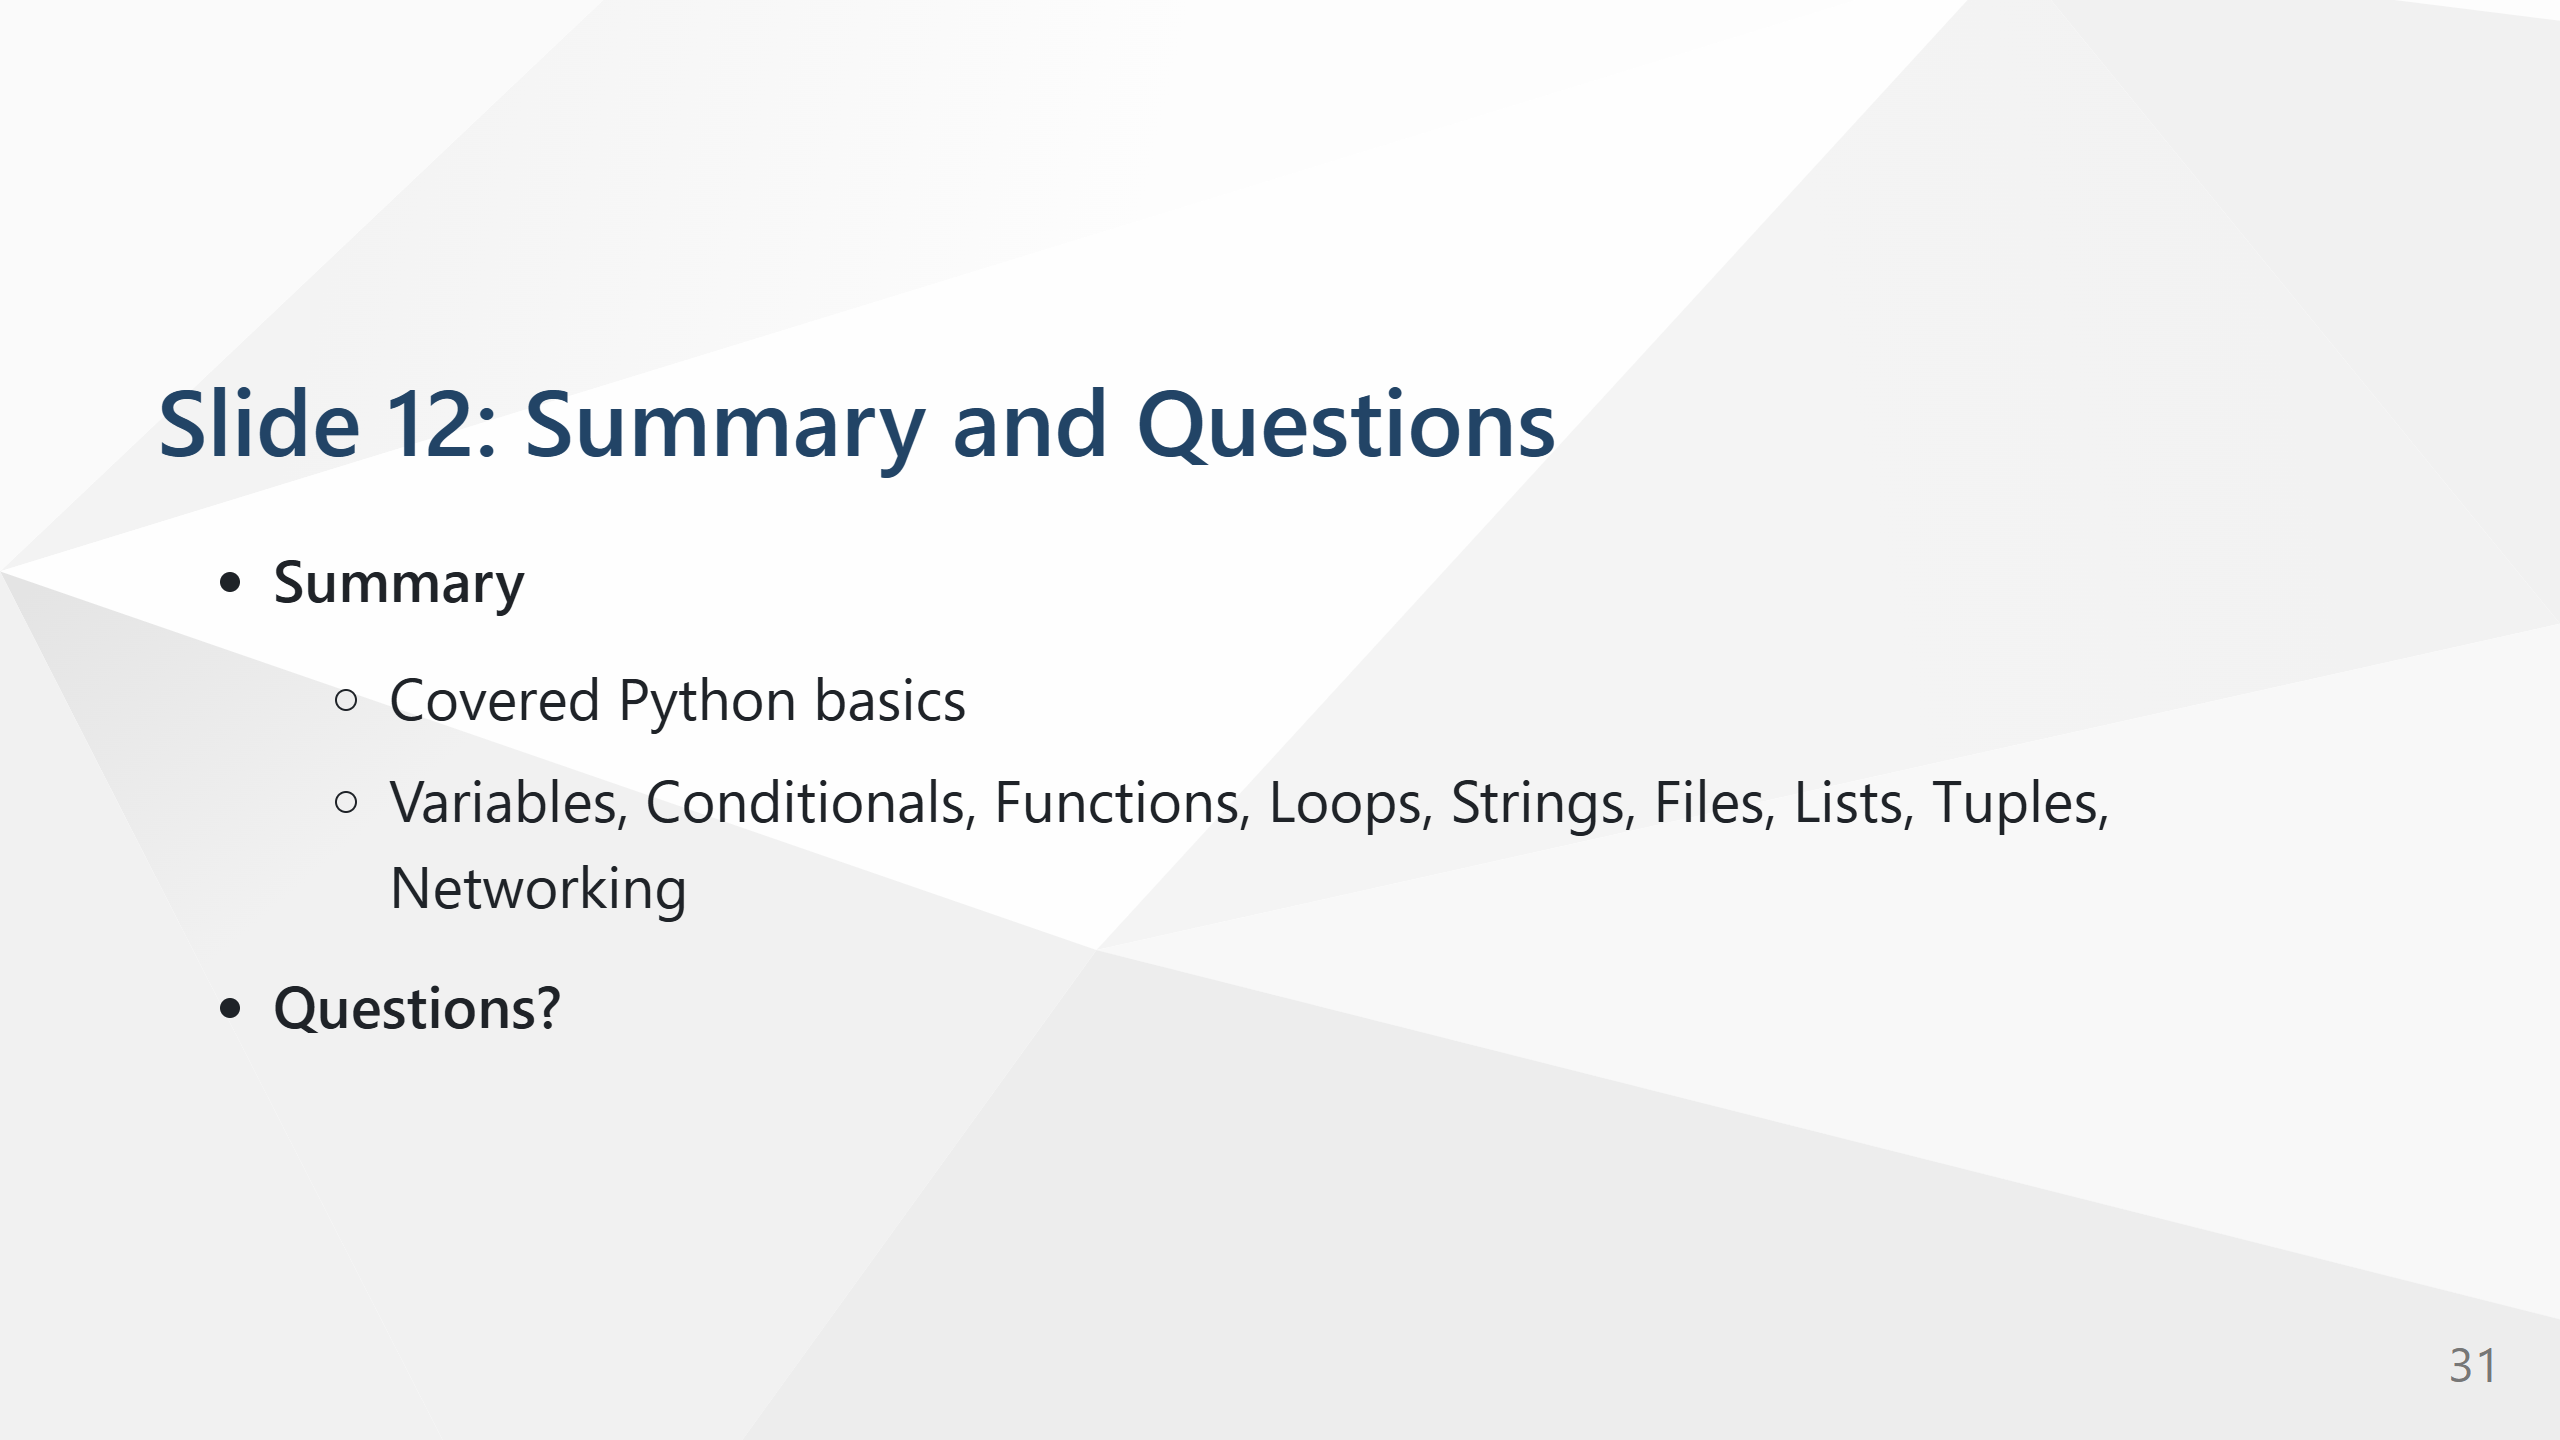 Slide 12: Summary and Questions
• Summary
○ Covered Python basics
○ Variables, Conditionals, Functions, Loops, Strings, Files, Lists, Tuples,
Networking
• Questions?
31